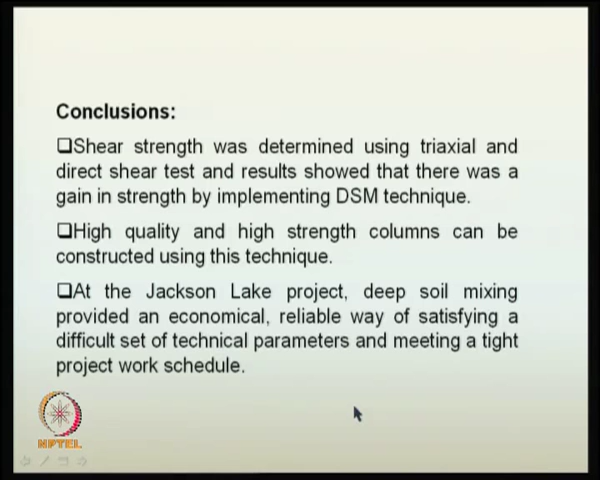 Conclusions:
❑Shear strength was determined using triaxial and
direct shear test and results showed that there was a
gain in strength by implementing DSM technique.
❑High quality and high strength columns can be
constructed using this technique.
❑At the Jackson Lake project, deep soil mixing
provided an economical, reliable way of satisfying a
difficult set of technical parameters and meeting a tight
project work schedule.
NPTEL